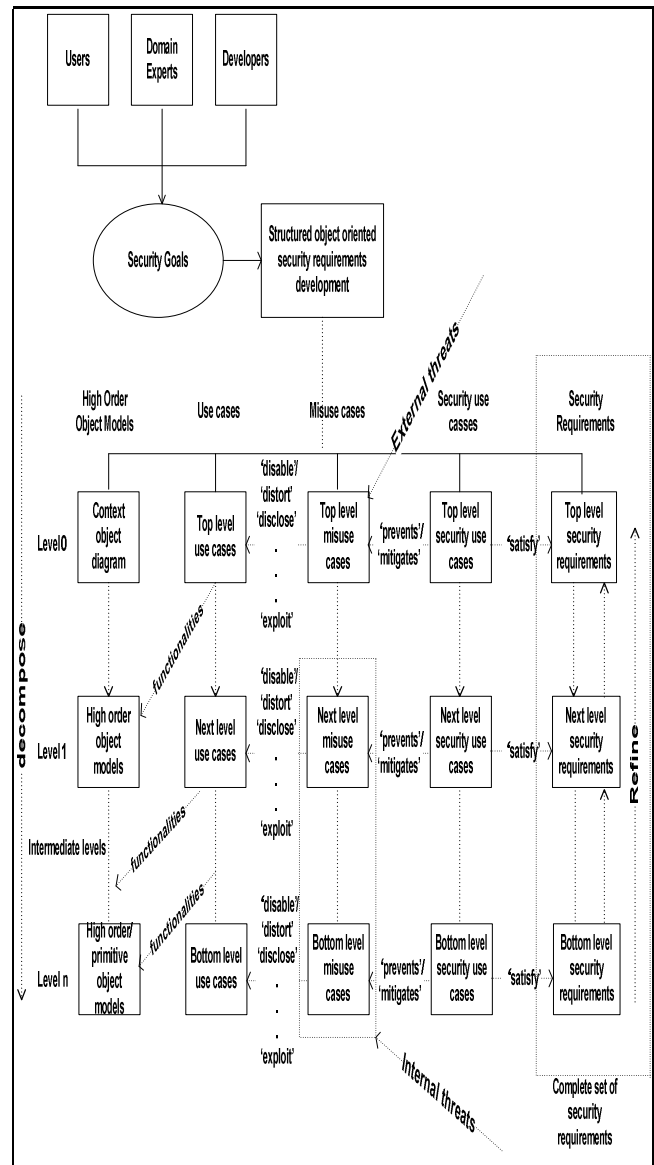 Users
Domain
Experts
Developers
Security Goals
Structured object oriented
security requirements
development
External threats
High Order
Object Models
Use cases
Misuse cases
Security use
casses
Security
Requirements
decompose
Level0
Context
object
diagram
Top level
use cases
'disable'/
'distort'
'disclose'
.
.
.
'exploit'
Top level
misuse
cases
'prevents'/
'mitigates'
Top level
security use
cases
'satisfy'
Top level
security
requirements
functionalities
Level 1
High order
object
models
Next level
use cases
'disable'/
'distort'
'disclose'
.
.
.
'exploit'
Next level
misuse
cases
'prevents'/
'mitigates'
Next level
security use
cases
'satisfy'
Next level
security
requirements
Refine
Intermediate levels
functionalities
functionalities
Level n
High order/
primitive
object
models
Bottom level
use cases
'disable'/
'distort'
'disclose'
.
.
.
'exploit'
Bottom level
misuse
cases
'prevents'/
'mitigates'
Bottom level
security use
cases
'satisfy'
Bottom level
security
requirements
Internal threats
Complete set of
security
requirements